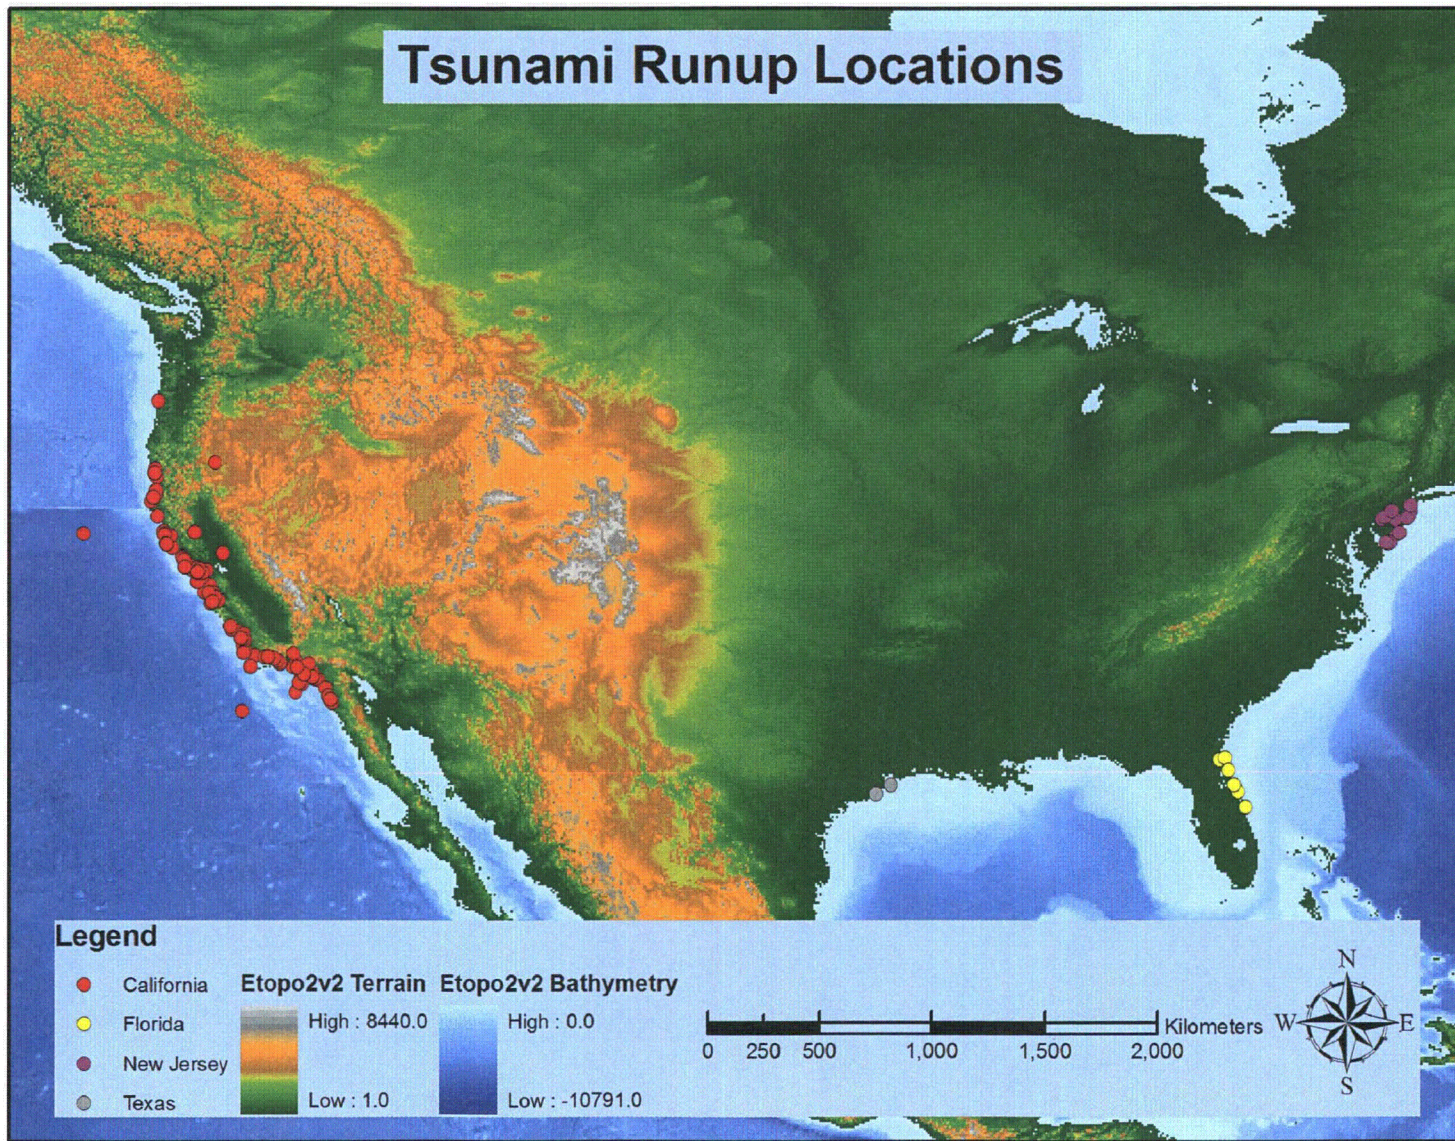 Tsunami Runup Locations
Legend
California
Florida
New Jersey
Texas
Etopo2v2 Terrain
High : 8440.0
Low : 1.0
Etopo2v2 Bathymetry
High : 0.0
Low : -10791.0
Kilometers
0 250 500 1,000 1,500 2,000
N
W E
S